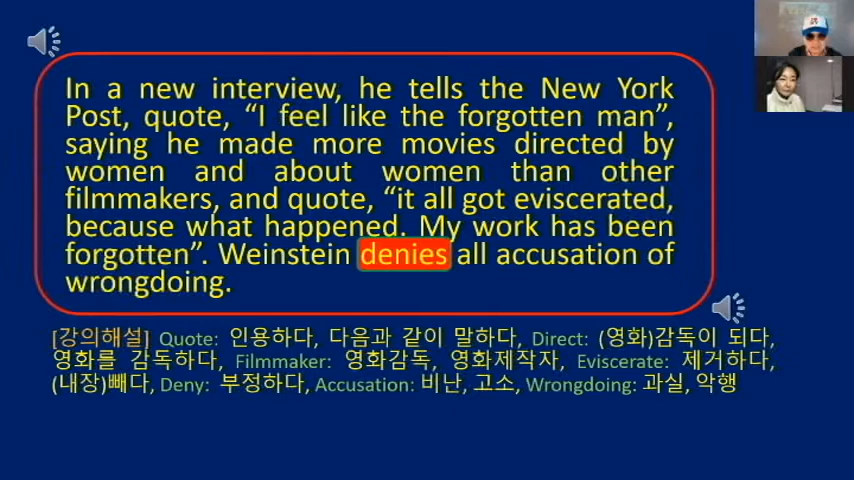 In a new interview, he tells the New York
Post, quote, “I feel like the forgotten man”,
saying he made more movies directed by
women and about women than other
filmmakers, and quote, “it all got eviscerated,
because what happened. My work has been
forgotten”. Weinstein denies all accusation of
wrongdoing.
[강의해설] Quote: 인용하다, 다음과 같이 말하다, Direct: (영화)감독이 되다,
영화를 감독하다, Filmmaker: 영화감독, 영화제작자, Eviscerate: 제거하다,
(내장)빼다, Deny: 부정하다, Accusation: 비난, 고소, Wrongdoing: 과실, 악행